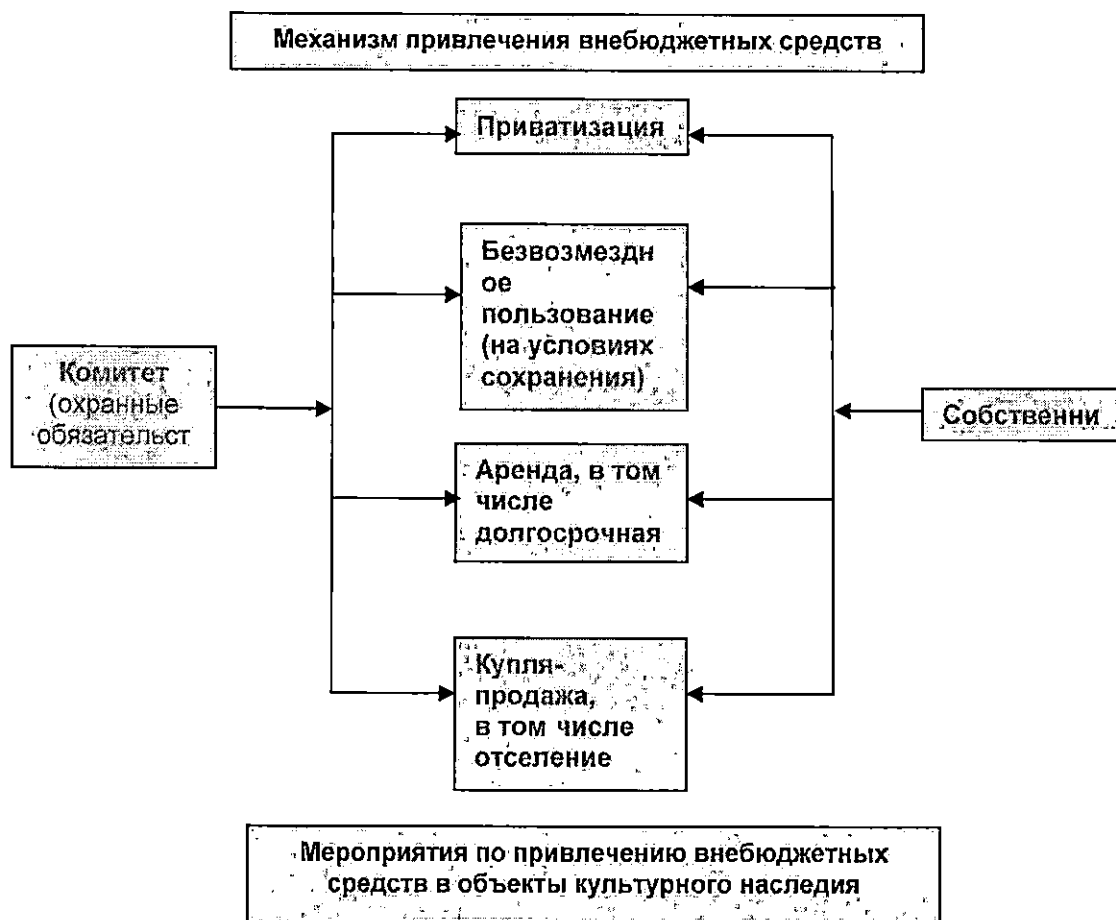 Механизм привлечения внебюджетных средств
Приватизация
Безвозмездн
ое
пользование
(на условиях
сохранения)
Комитет
(охранные
обязательст
Собственни
Аренда, в том
числе
долгосрочная
Купля-
продажа,
в том числе
отселение
Мероприятия по привлечению внебюджетных
средств в объекты культурного наследия